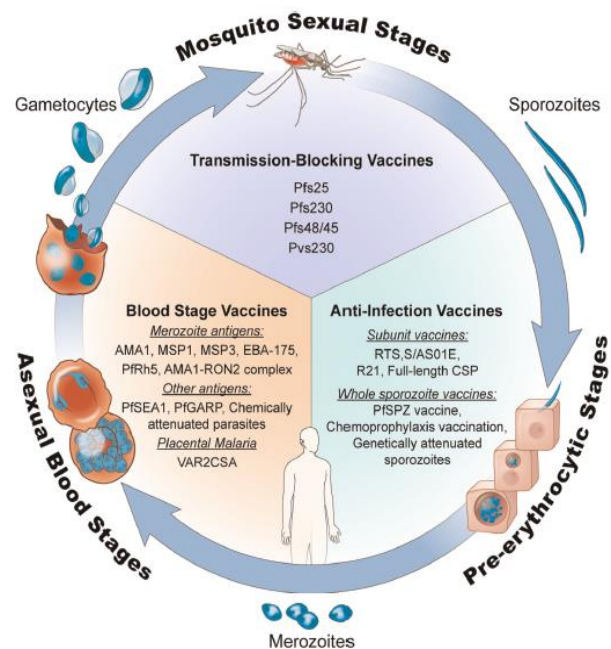 Mosquito Sexual Stages
Gametocytes
Sporozoites
Transmission-Blocking Vaccines
Pfs25
Pfs230
Pfs48/45
Pvs230
Blood Stage Vaccines
Merozoite antigens:
AMA1, MSP1, MSP3, EBA-175,
PfRh5, AMA1-RON2 complex
Other antigens:
PfSEA1, PfGARP, Chemically
attenuated parasites
Placental Malaria
VAR2CSA
Anti-Infection Vaccines
Subunit vaccines:
RTS,S/AS01E,
R21, Full-length CSP
Whole sporozoite vaccines:
PfSPZ vaccine,
Chemoprophylaxis vaccination,
Genetically attenuated
sporozoites
Asexual Blood Stages
Pre-erythrocytic Stages
Merozoites